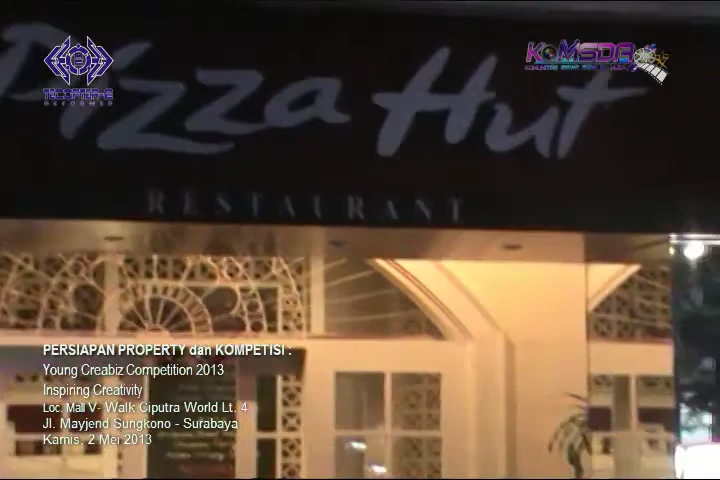 Pizza Hut
RESTAURANT
KOMSDA
PERSIAPAN PROPERTY dan KOMPETISI :
Young Creabiz Competition 2013
Inspiring Creativity
Loc. Mall V- Walk Ciputra World Lt. 4
Jl. Mayjend Sungkono - Surabaya
Kamis, 2 Mei 2013